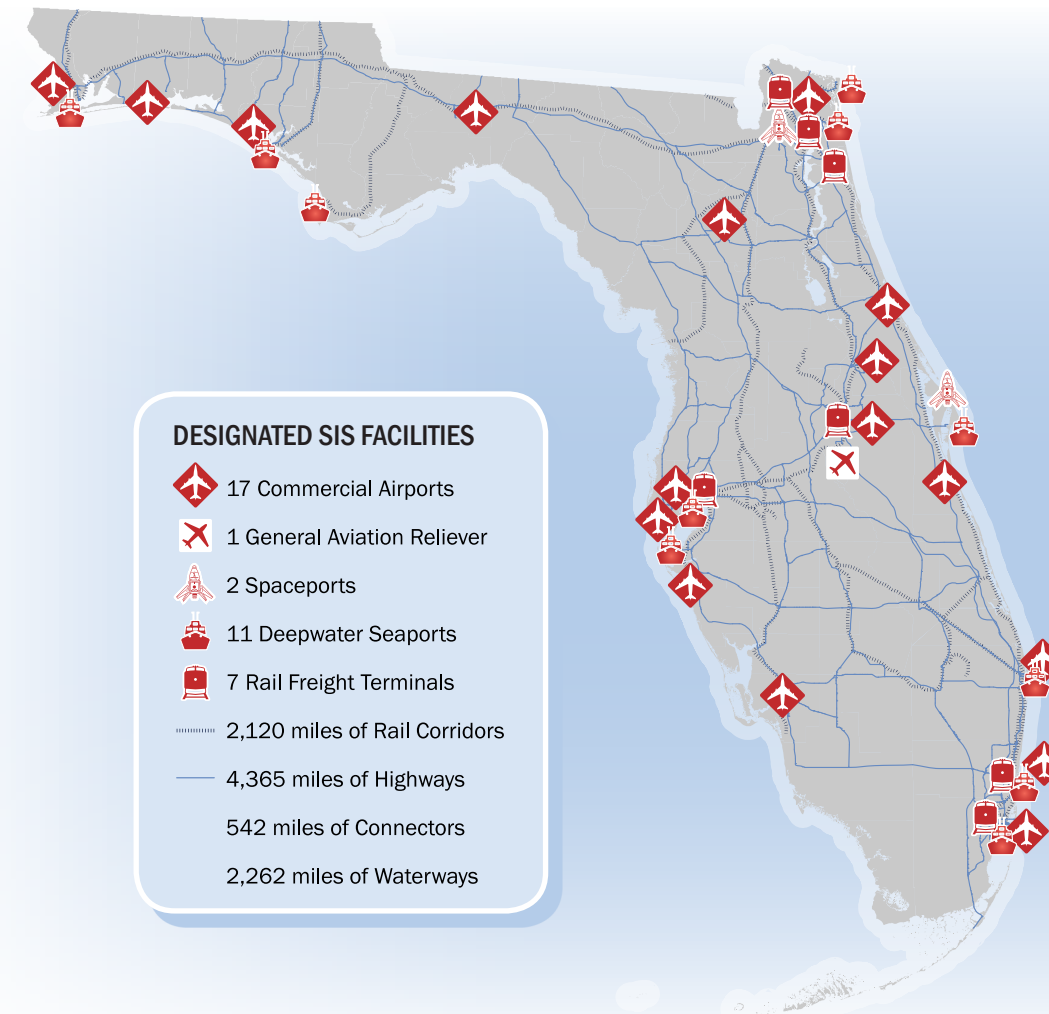 DESIGNATED SIS FACILITIES
17 Commercial Airports
1 General Aviation Reliever
2 Spaceports
11 Deepwater Seaports
7 Rail Freight Terminals
2,120 miles of Rail Corridors
4,365 miles of Highways
542 miles of Connectors
2,262 miles of Waterways